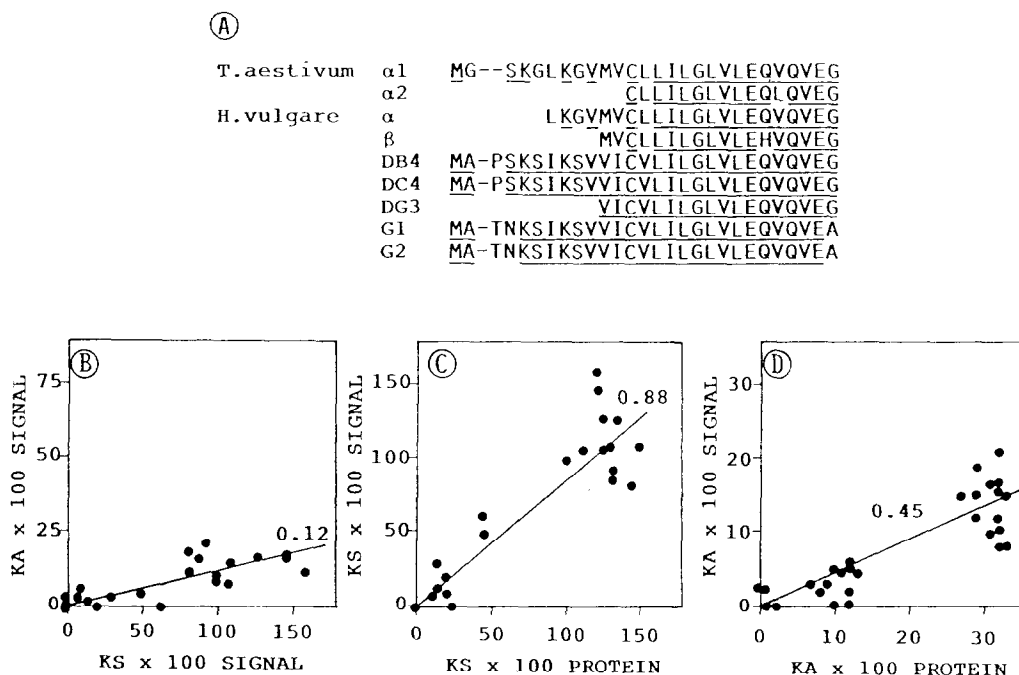 A
T.aestivum α1 MG--SKGLKGVMVCLLILGLVLEQVQVEG
α2 CLLILGLVLEQLQVEG
H.vulgare α LKGVMVCLLILGLVLEQVQVEG
β MVCLLILGLVLEHVQVEG
DB4 MA-PSKSIKSVVICVLILGLVLEQVQVEG
DC4 MA-PSKSIKSVVICVLILGLVLEQVQVEG
DG3 VICVLILGLVLEQVQVEG
G1 MA-TNKSIKSVVICVLILGLVLEQVQVEA
G2 MA-TNKSIKSVVICVLILGLVLEQVQVEA
B
KA x 100 SIGNAL
75
50
25
0
0.12
0 50 100 150
KS x 100 SIGNAL
C
KS x 100 SIGNAL
150
100
50
0
0.88
0 50 100 150
KS x 100 PROTEIN
D
KA x 100 SIGNAL
30
20
10
0
0.45
0 10 20 30
KA x 100 PROTEIN